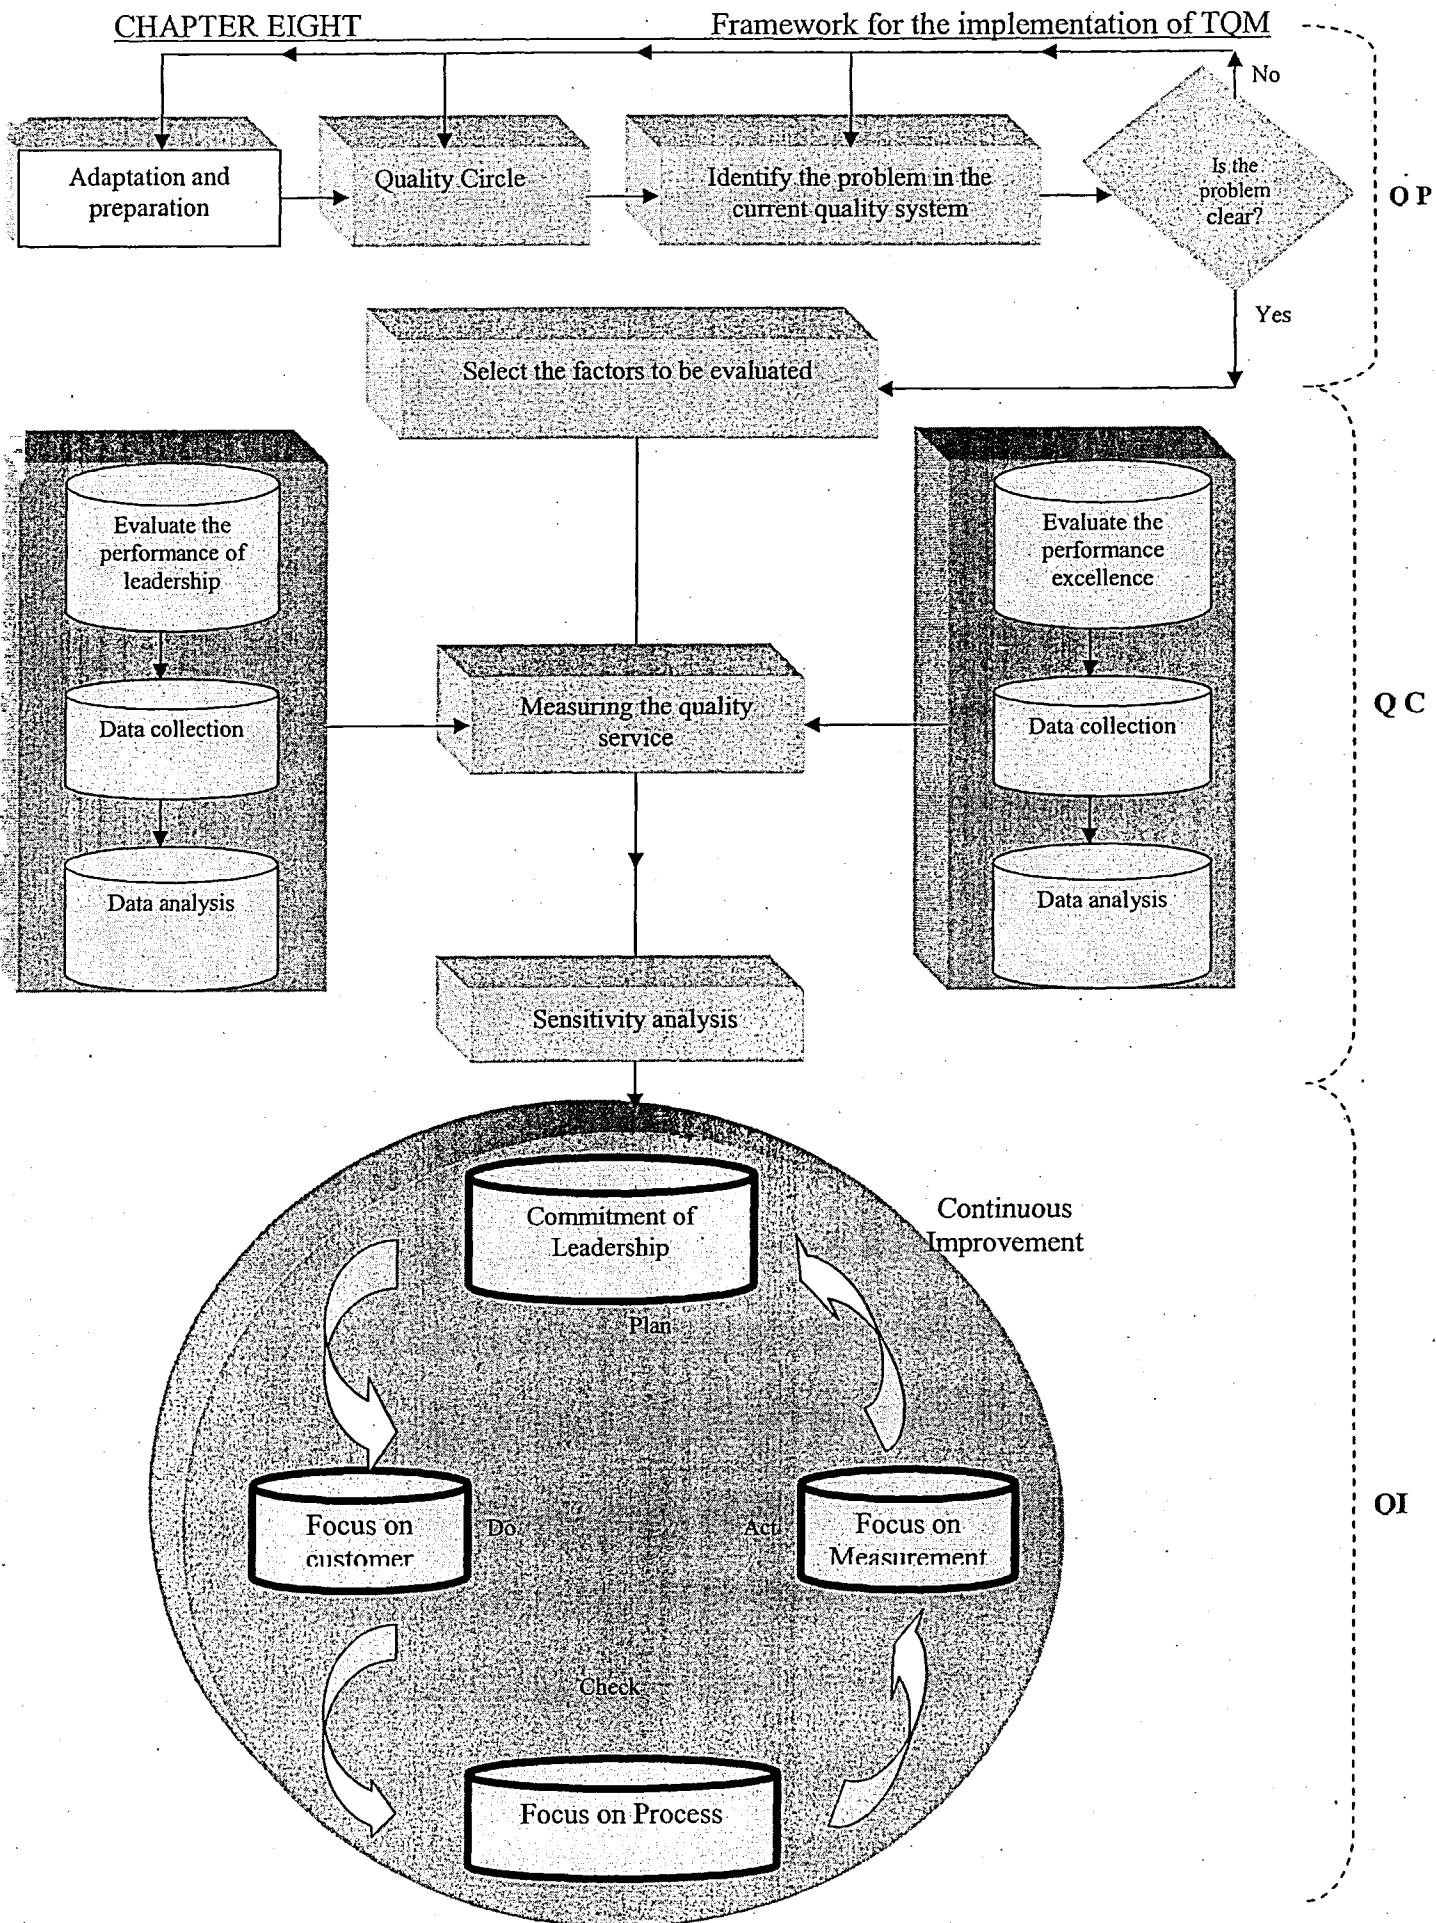 CHAPTER EIGHT
Framework for the implementation of TQM
No
Adaptation and
preparation
Quality Circle
Identify the problem in the
current quality system
Is the
problem
clear?
Q P
Yes
Select the factors to be evaluated
Evaluate the
performance of
leadership
Evaluate the
performance
excellence
Data collection
Measuring the quality
service
Data collection
Q C
Data analysis
Data analysis
Sensitivity analysis
Commitment of
Leadership
Continuous
Improvement
Plan
Focus on
customer
Do
Act
Focus on
Measurement
QI
Check
Focus on Process